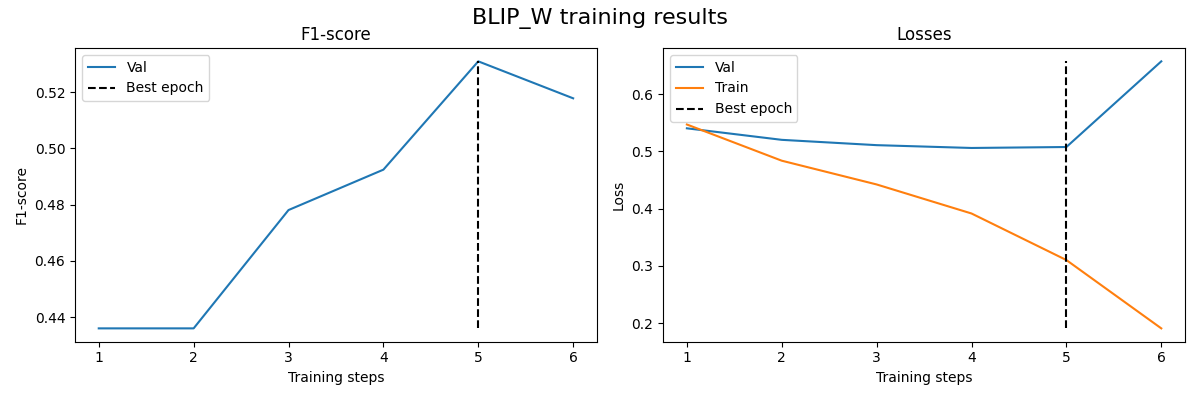 BLIP_W training results
F1-score
Val
Best epoch
0.52
0.50
0.48
0.46
0.44
F1-score
1 2 3 4 5 6
Training steps
Losses
Val
Train
Best epoch
0.6
0.5
0.4
0.3
0.2
Loss
1 2 3 4 5 6
Training steps